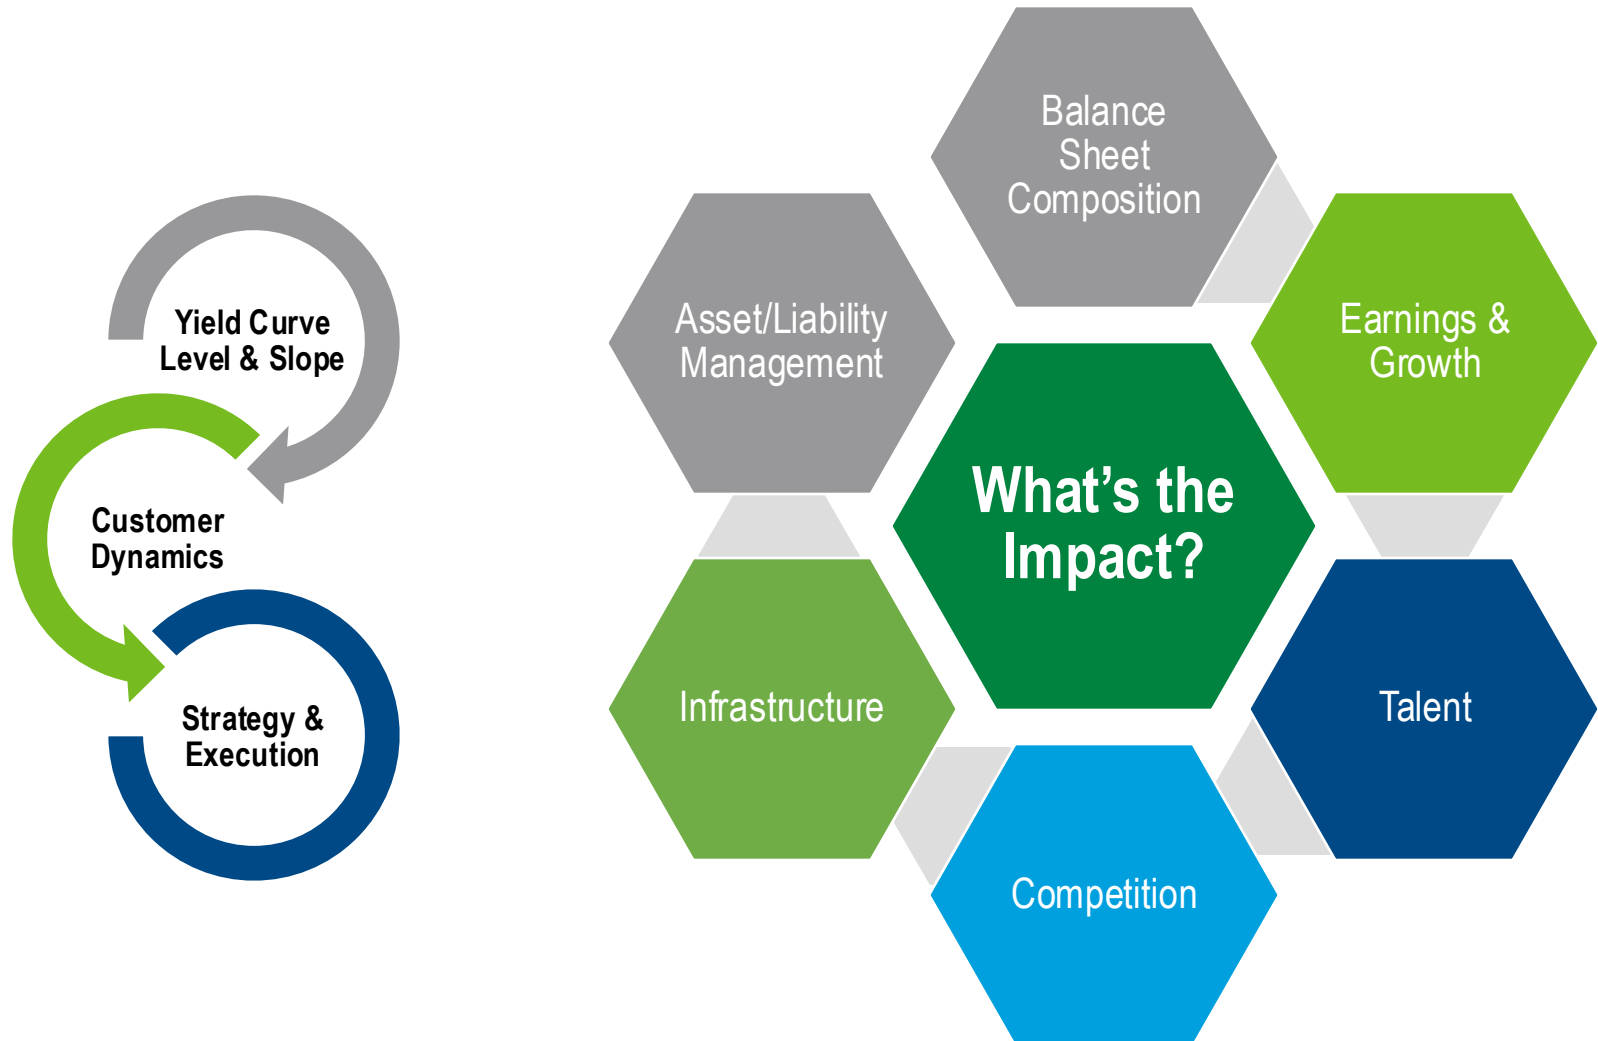 Yield Curve
Level & Slope
Customer
Dynamics
Strategy &
Execution
Balance
Sheet
Composition
Asset/Liability
Management
Earnings &
Growth
What’s the
Impact?
Infrastructure
Talent
Competition